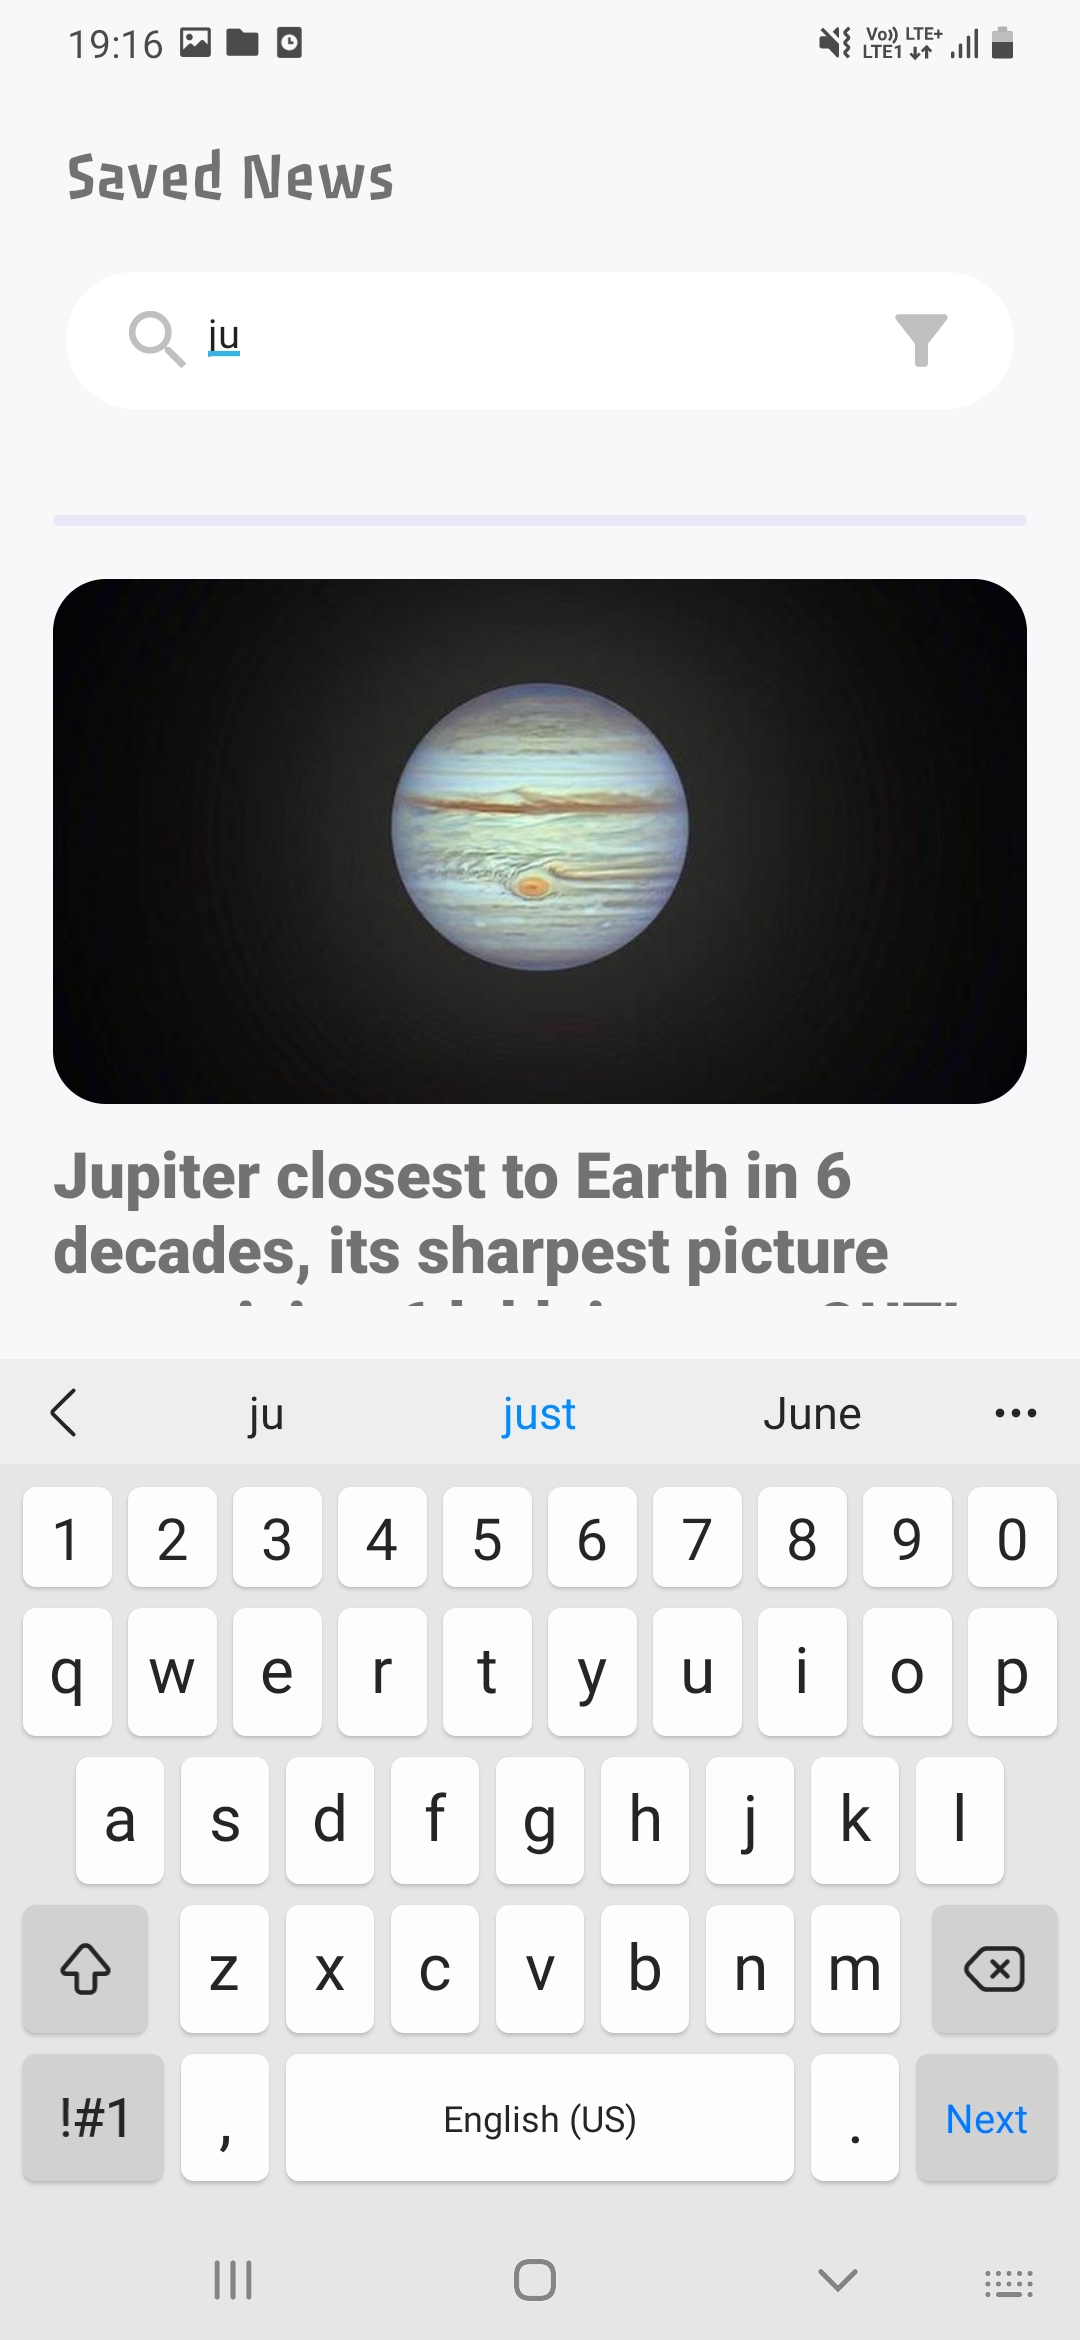 19:16 Vo)) LTE+
LTE1
Saved News
ju
Jupiter closest to Earth in 6
decades, its sharpest picture
ju just June
1 2 3 4 5 6 7 8 9 0
q w e r t y u i o p
a s d f g h j k l
z x c v b n m
!#1 , English (US) . Next